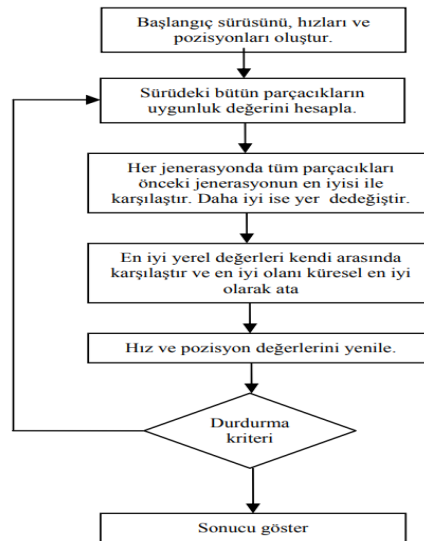 Başlangıç sürüsünü, hızları ve
pozisyonları oluştur.
Sürüdeki bütün parçacıkların
uygunluk değerini hesapla.
Her jenerasyonda tüm parçacıkları
önceki jenerasyonun en iyisi ile
karşılaştır. Daha iyi ise yer dedeğiştir.
En iyi yerel değerleri kendi arasında
karşılaştır ve en iyi olanı küresel en iyi
olarak ata
Hız ve pozisyon değerlerini yenile.
Durdurma
kriteri
Sonucu göster